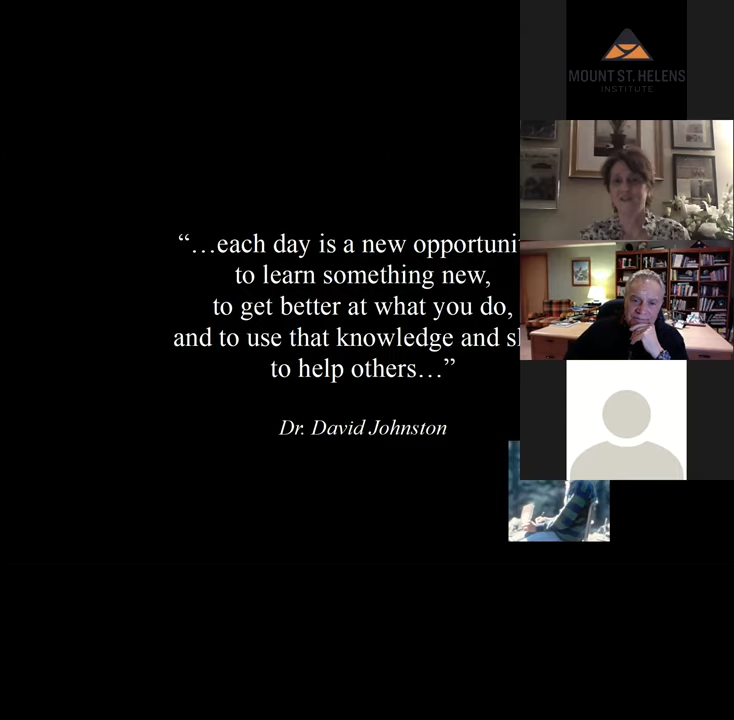 “…each day is a new opportuni
to learn something new,
to get better at what you do,
and to use that knowledge and s
to help others…”
Dr. David Johnston
MOUNT ST. HELENS
INSTITUTE